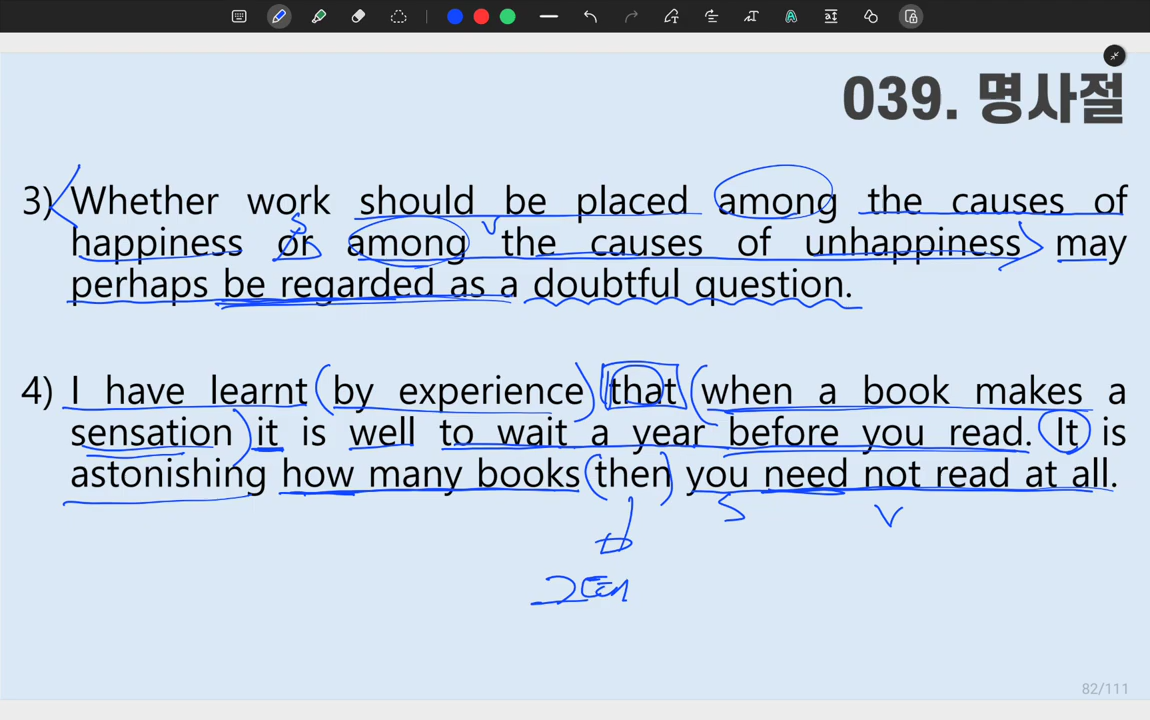 039. 명사절
3) Whether work should be placed among the causes of
happiness or among the causes of unhappiness may
perhaps be regarded as a doubtful question.
S
V
4) I have learnt by experience that when a book makes a
sensation it is well to wait a year before you read. It is
astonishing how many books then you need not read at all.
S
V
82/111